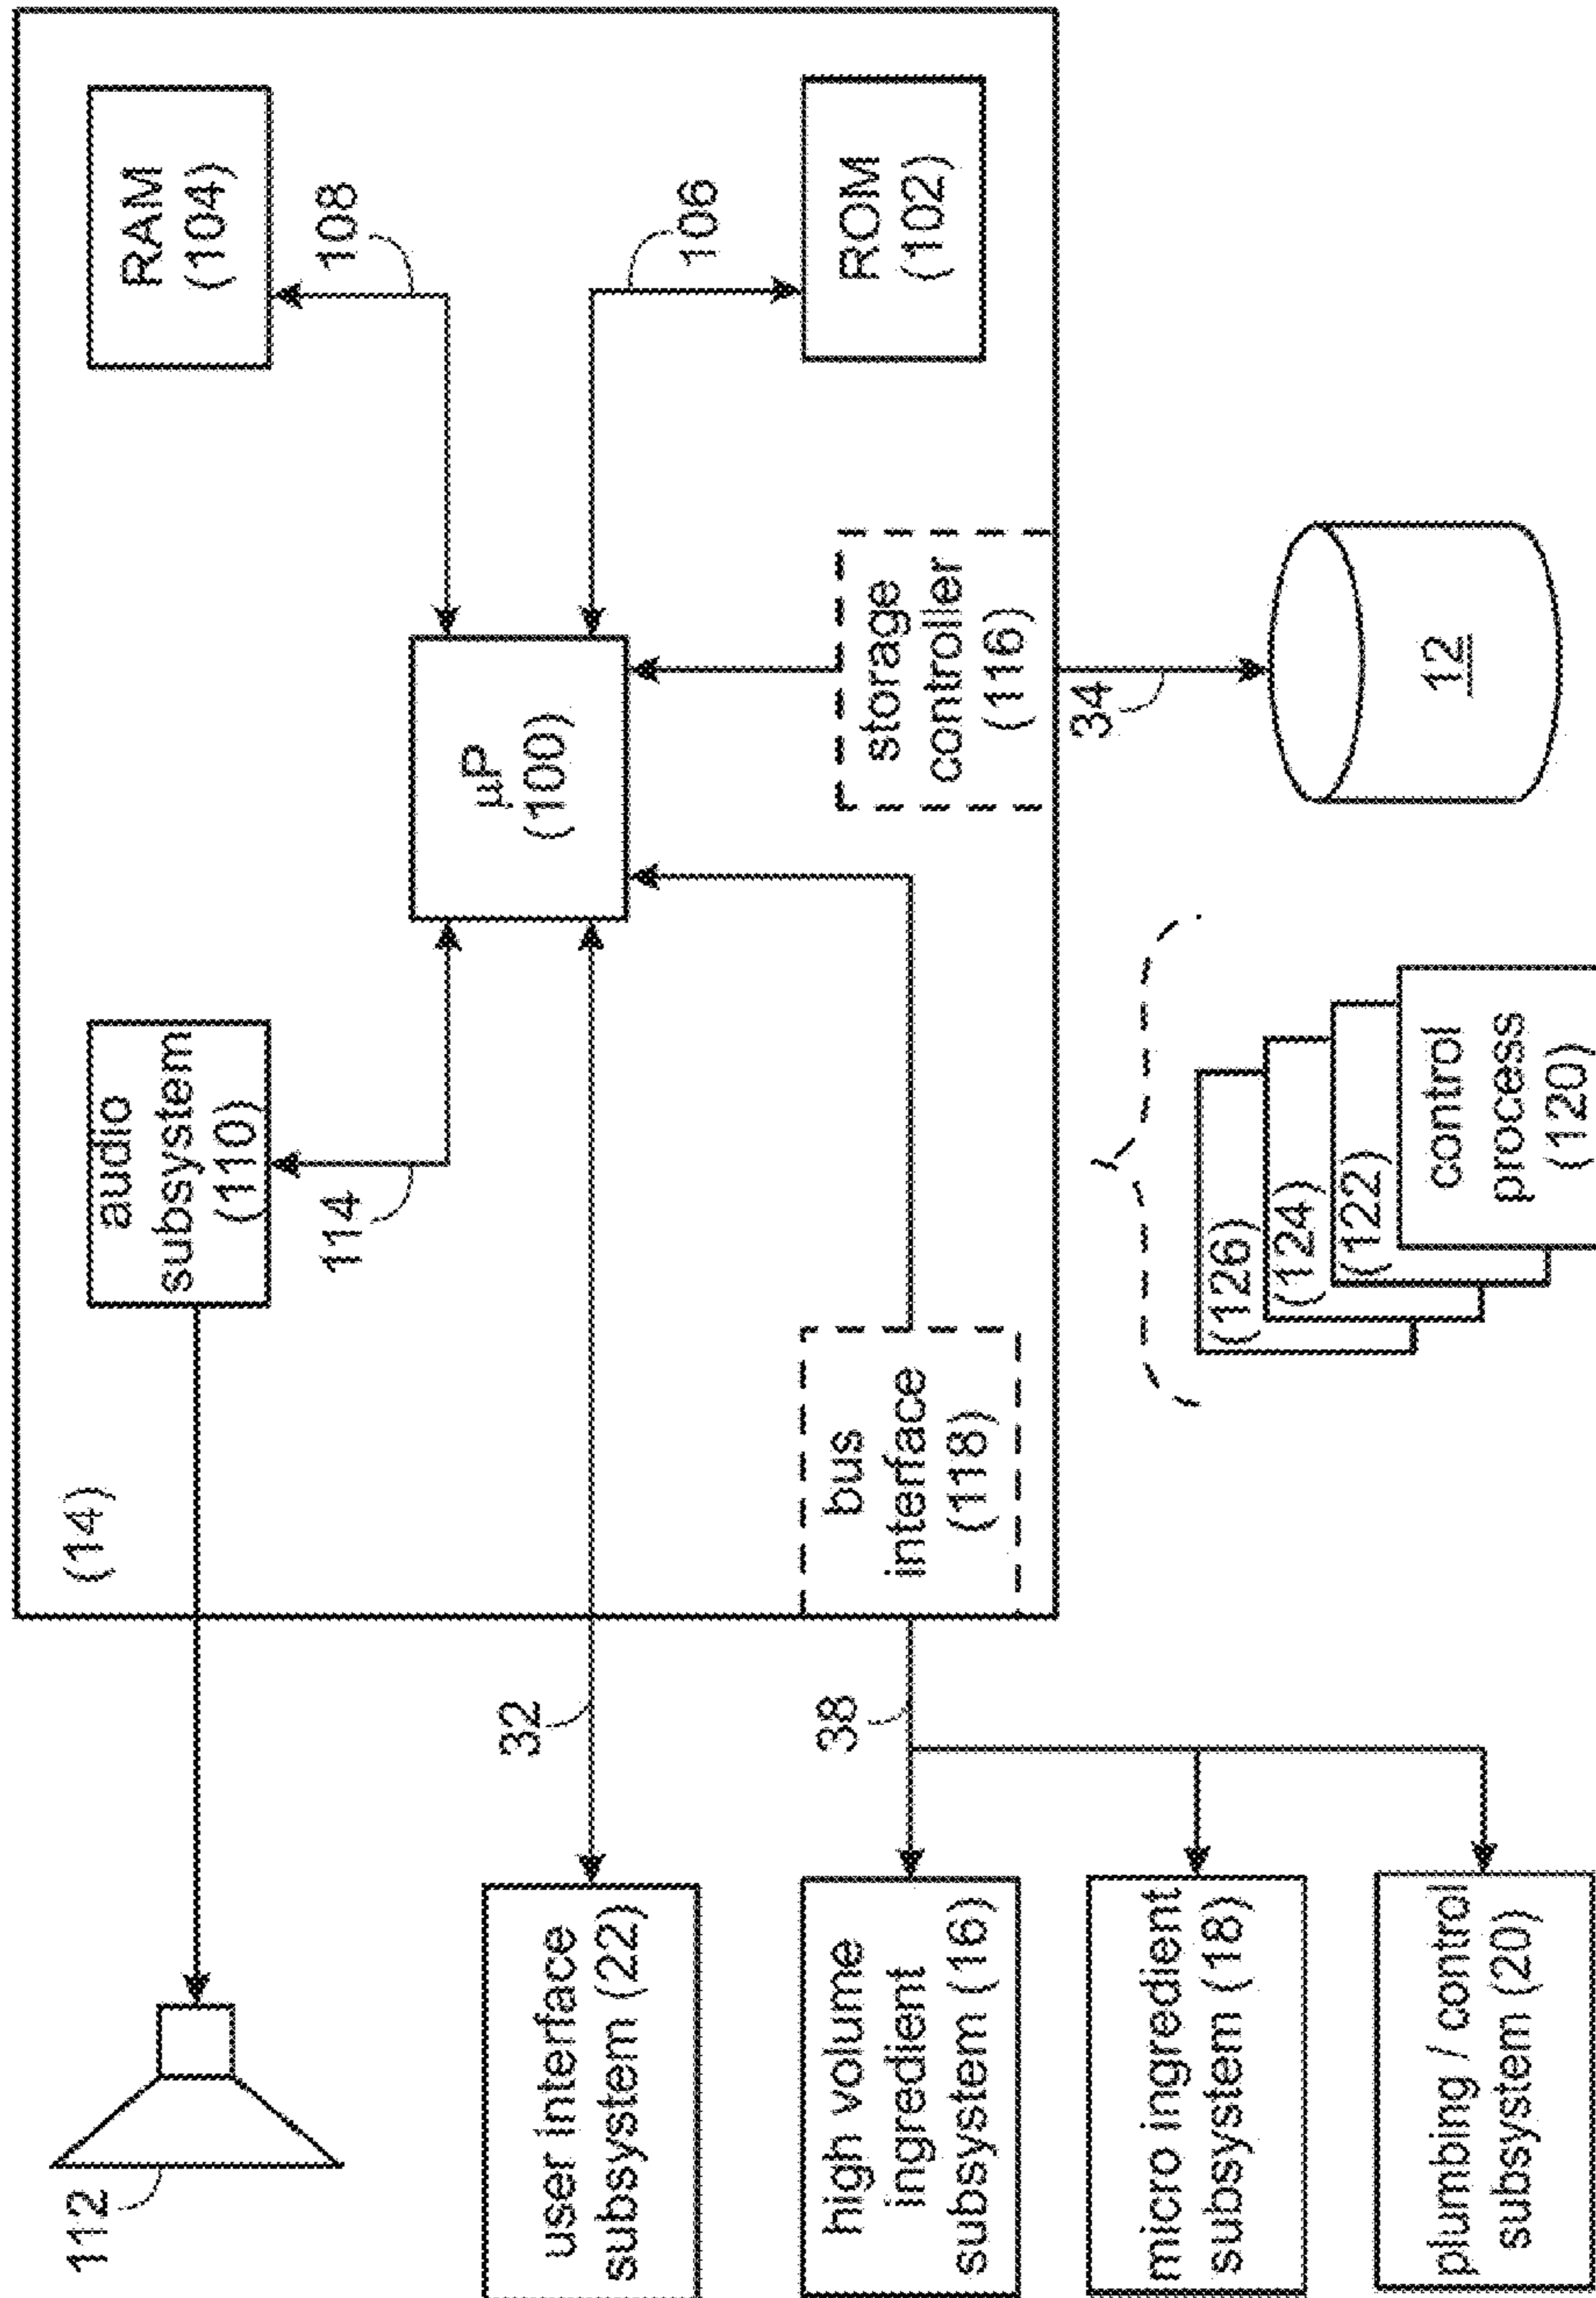 112
(14)
audio
subsystem
(110)
114
RAM
(104)
108
32
µP
(100)
106
user interface
subsystem (22)
38
bus
interface
(118)
storage
controller
(116)
ROM
(102)
high volume
ingredient
subsystem (16)
34
micro ingredient
subsystem (18)
(126)
(124)
(122)
control
process
(120)
12
plumbing / control
subsystem (20)